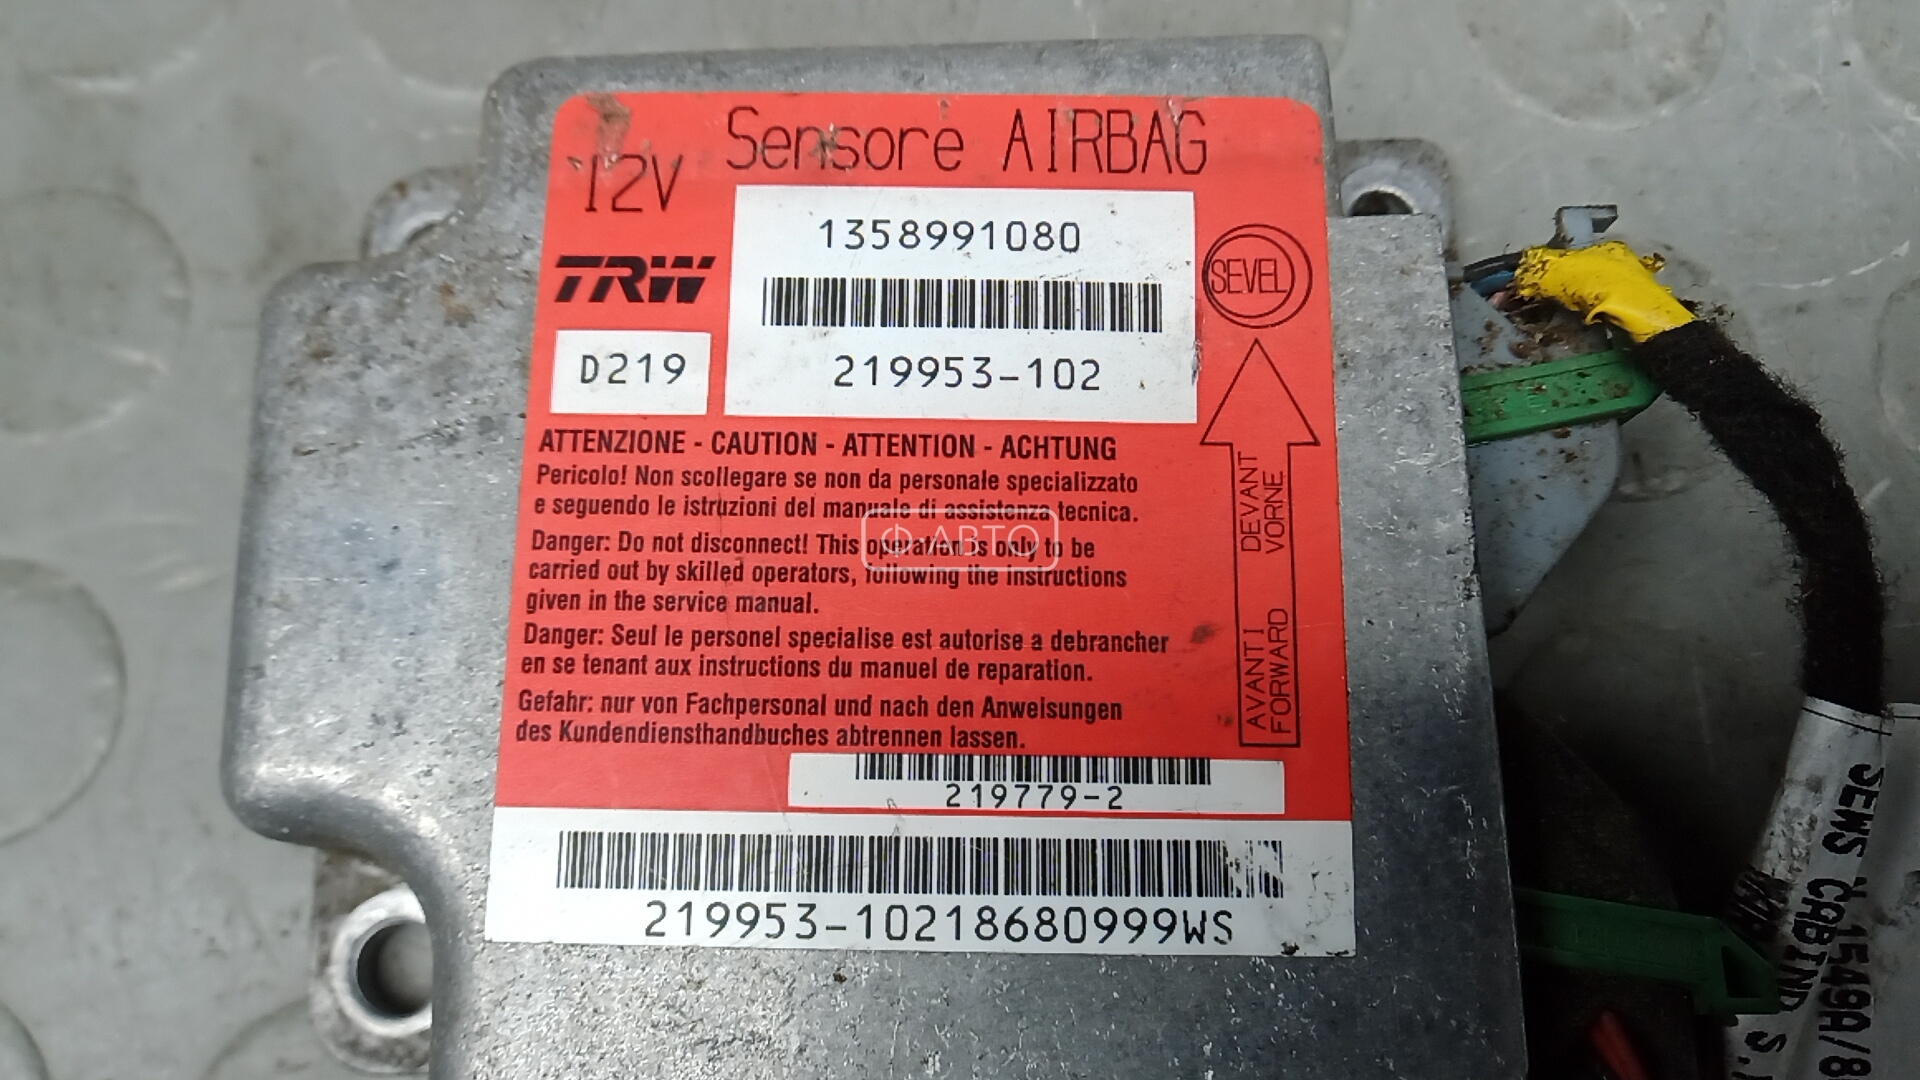 Sensore AIRBAG
12V
1358991080
TRW
SEVEL
D219
219953-102
ATTENZIONE - CAUTION - ATTENTION - ACHTUNG
Pericolo! Non scollegare se non da personale specializzato
e seguendo le istruzioni del manuale di assistenza tecnica.
Danger: Do not disconnect! This operation is only to be
carried out by skilled operators, following the instructions
given in the service manual.
Danger: Seul le personel specialise est autorise a debrancher
en se tenant aux instructions du manuel de reparation.
Gefahr: nur von Fachpersonal und nach den Anweisungen
des Kundendiensthandbuches abtrennen lassen.
AVANTI DEVANT
FORWARD VORNE
219779-2
219953-10218680999WS
Ф·АВТО
SEWS CABIND S.